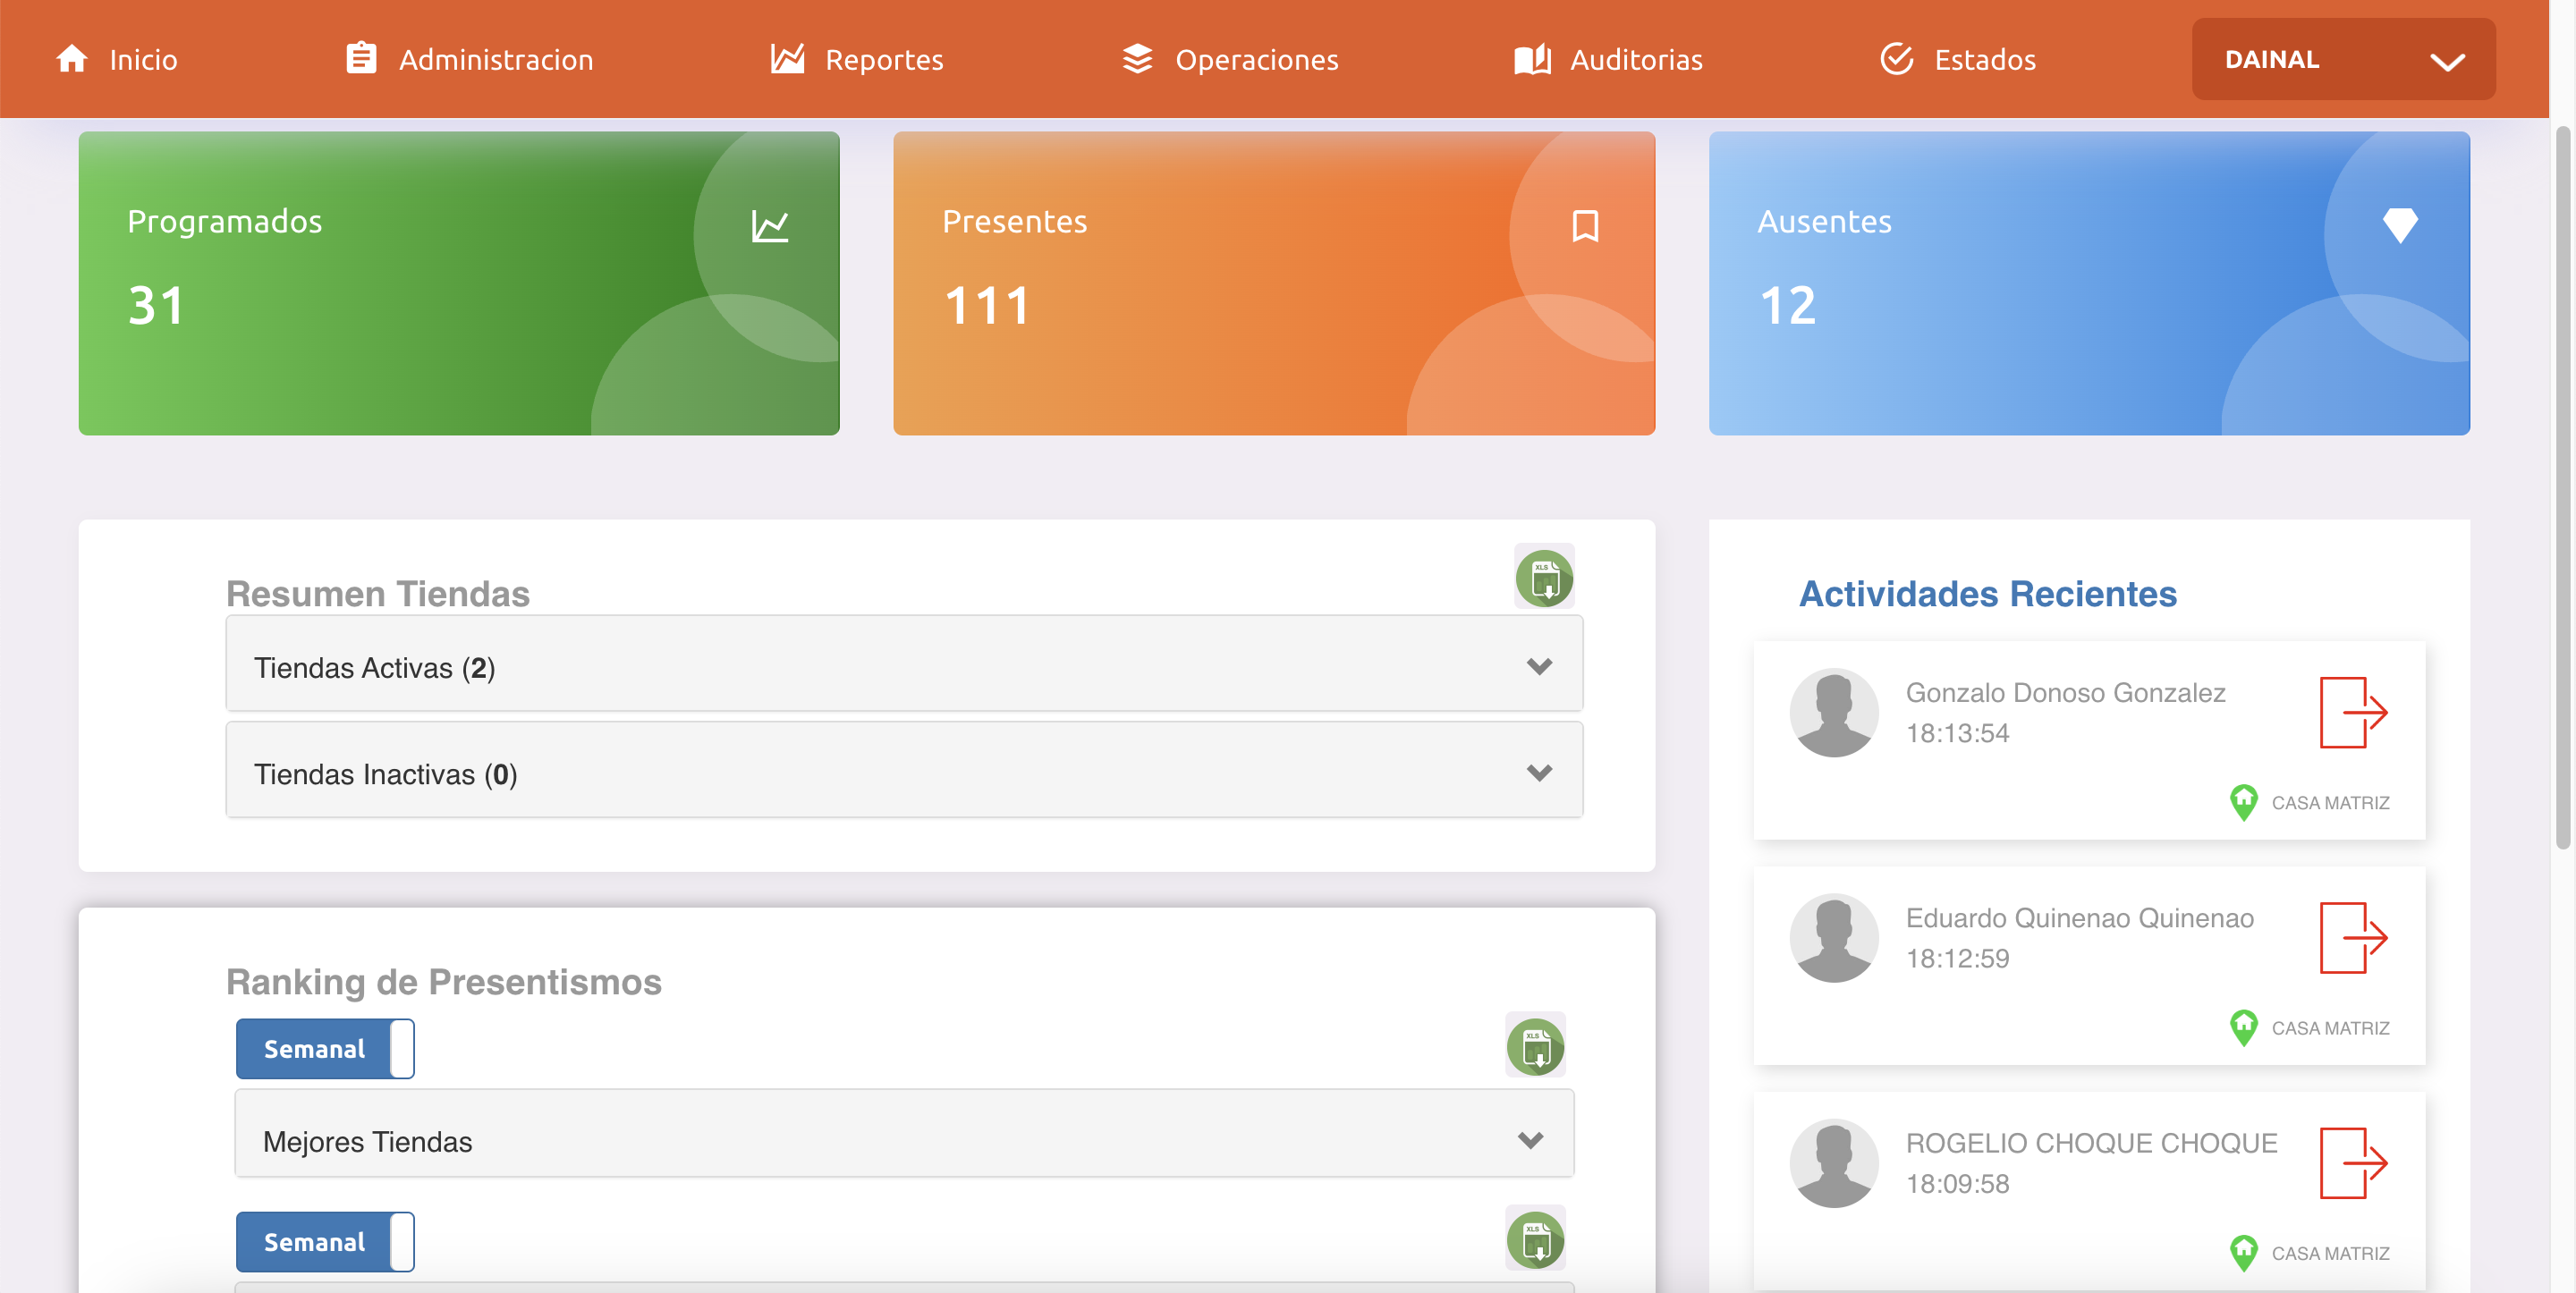 Inicio
Administracion
Reportes
Operaciones
Auditorias
Estados
DAINAL
Programados
31
Presentes
111
Ausentes
12
Resumen Tiendas
XLS
Tiendas Activas (2)
Tiendas Inactivas (0)
Ranking de Presentismos
Semanal
XLS
Mejores Tiendas
Semanal
XLS
Actividades Recientes
Gonzalo Donoso Gonzalez
18:13:54
CASA MATRIZ
Eduardo Quinenao Quinenao
18:12:59
CASA MATRIZ
ROGELIO CHOQUE CHOQUE
18:09:58
CASA MATRIZ